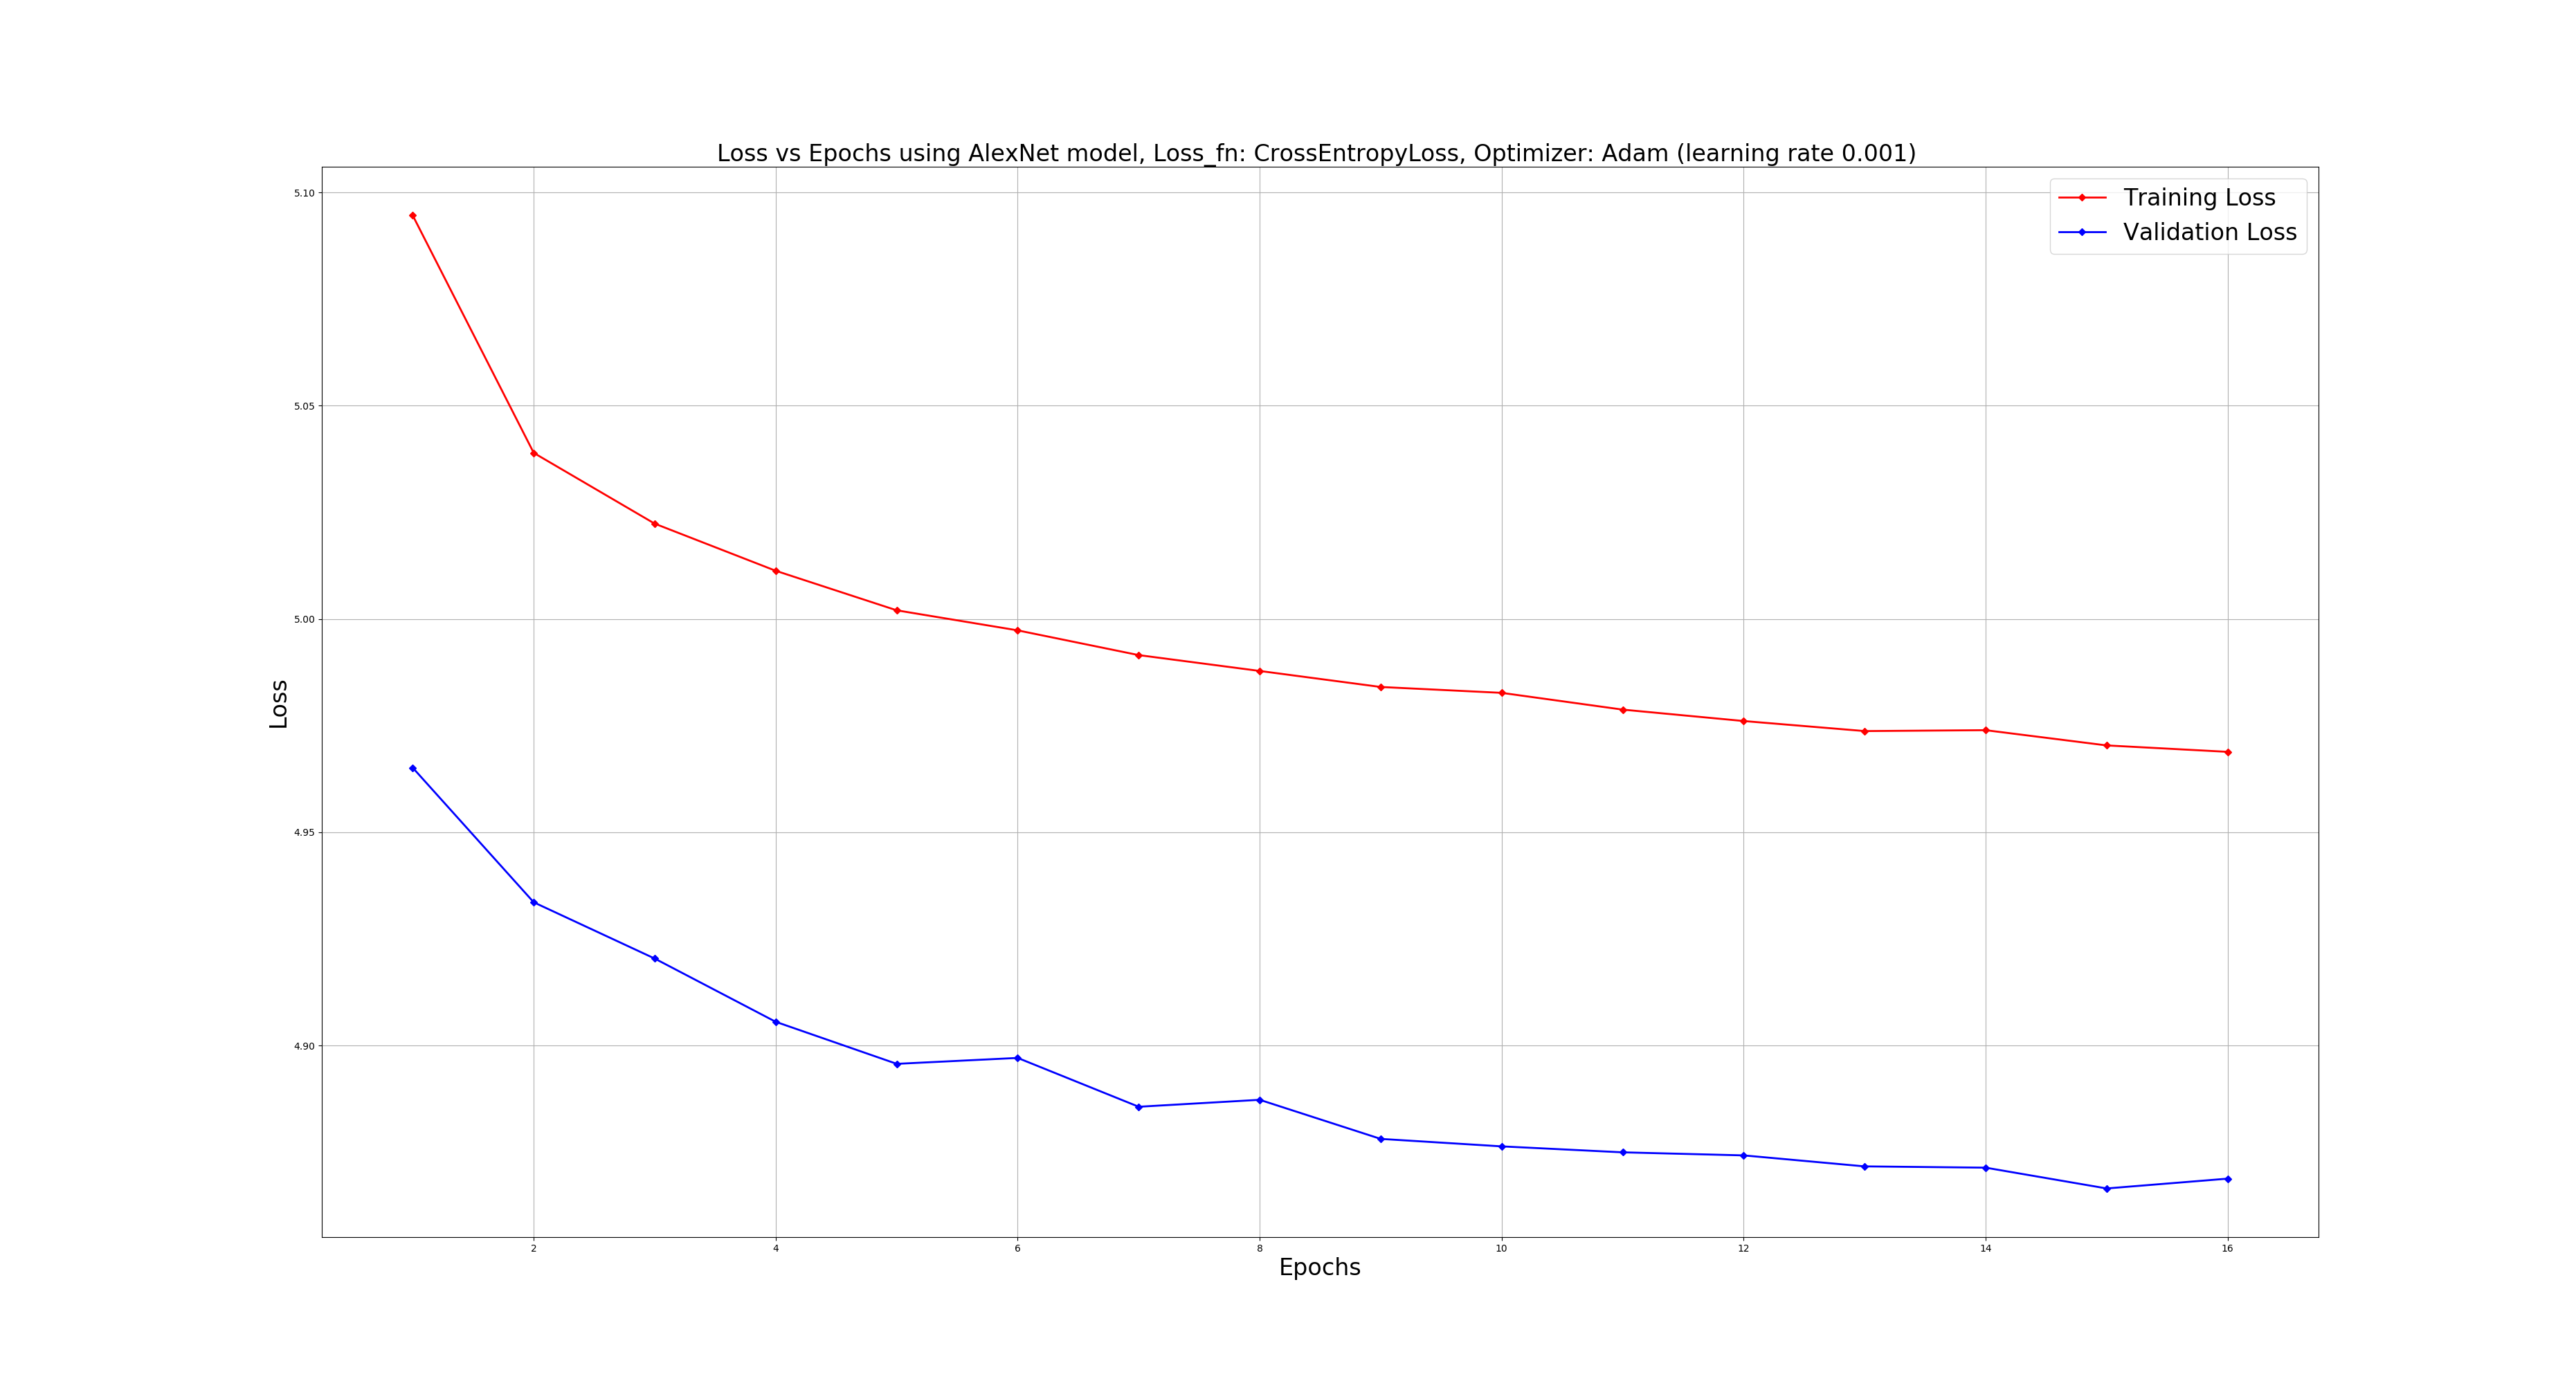 Loss vs Epochs using AlexNet model, Loss_fn: CrossEntropyLoss, Optimizer: Adam (learning rate 0.001)
Training Loss
Validation Loss
5.10
5.05
5.00
4.95
4.90
Loss
2 4 6 8 10 12 14 16
Epochs